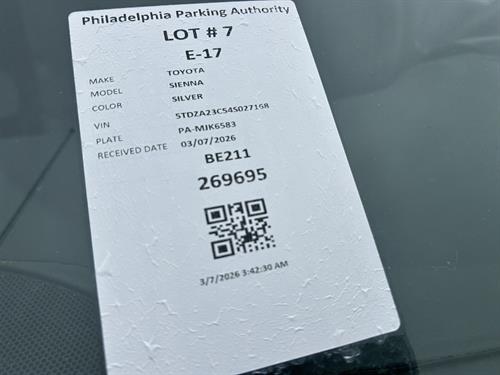 Philadelphia Parking Authority
LOT # 7
E-17
MAKE TOYOTA
MODEL SIENNA
COLOR SILVER
VIN 5TDZA23C54S027168
PLATE PA-MJK6583
RECEIVED DATE 03/07/2026
BE211
269695
3/7/2026 3:42:30 AM